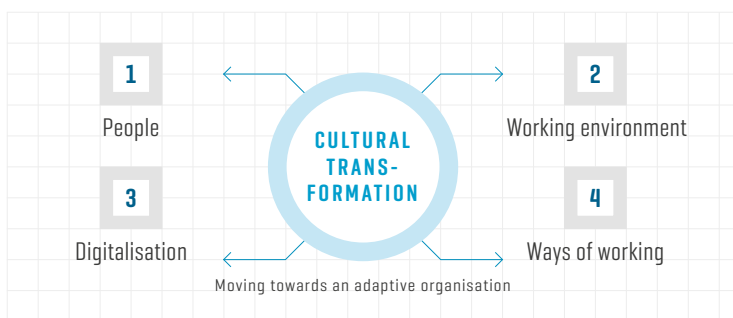 1
People
2
Working environment
CULTURAL
TRANS-
FORMATION
3
Digitalisation
4
Ways of working
Moving towards an adaptive organisation